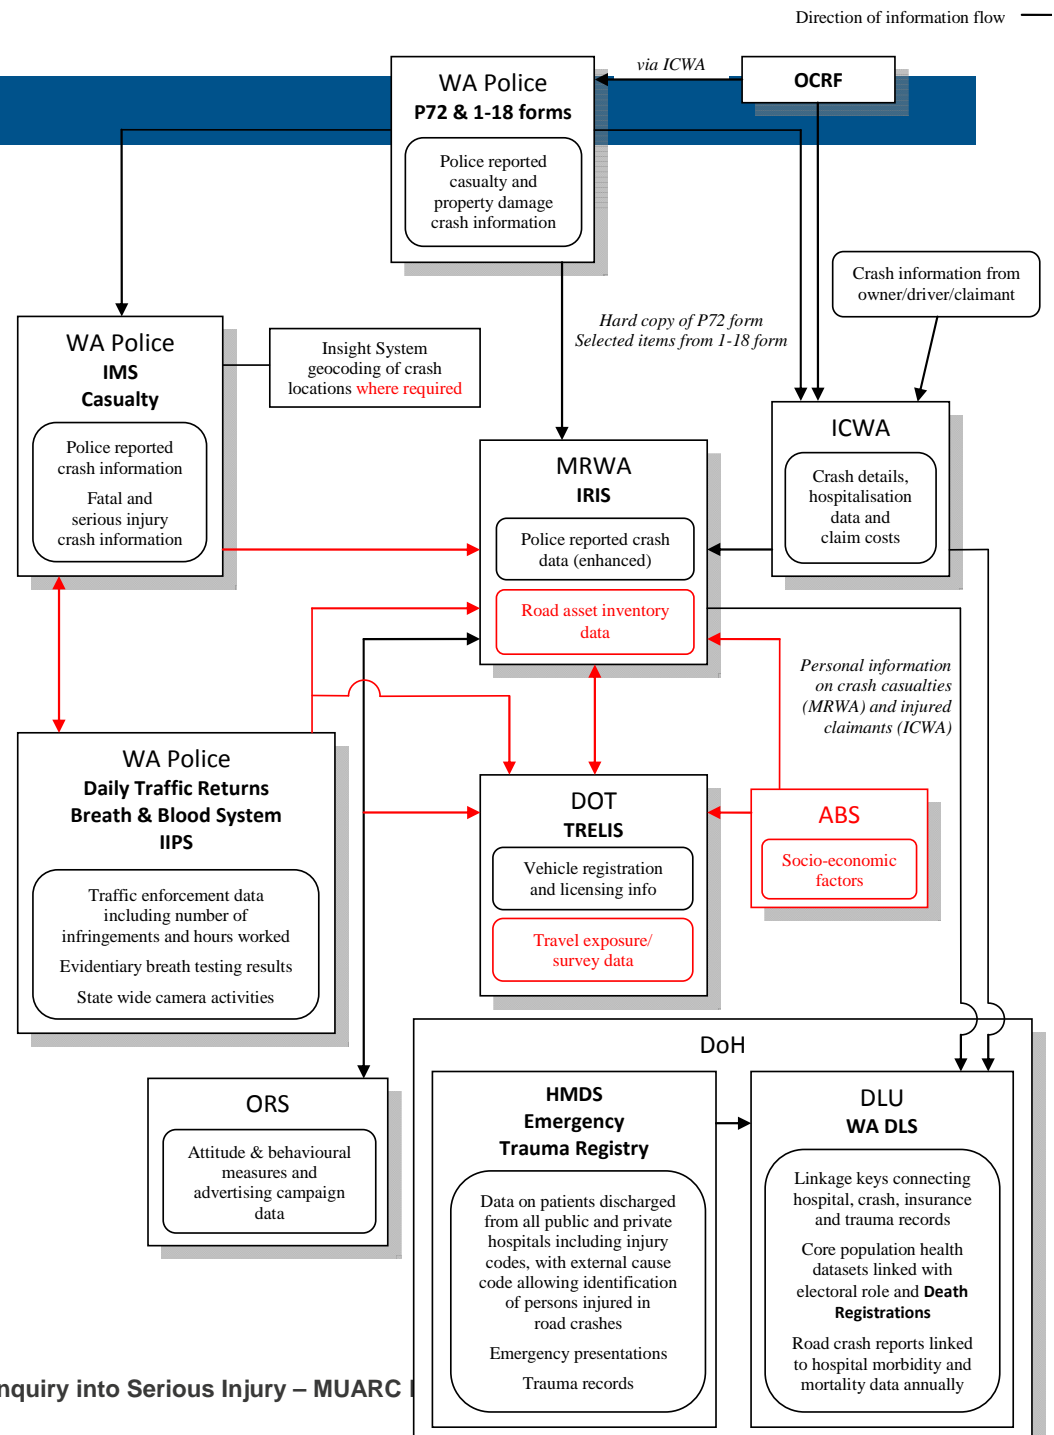 Direction of information flow
via ICWA
OCRF
WA Police
P72 & 1-18 forms
Police reported
casualty and
property damage
crash information
Crash information from
owner/driver/claimant
Hard copy of P72 form
Selected items from 1-18 form
WA Police
IMS
Casualty
Police reported
crash information
Fatal and
serious injury
crash information
Insight System
geocoding of crash
locations where required
ICWA
Crash details,
hospitalisation
data and
claim costs
MRWA
IRIS
Police reported crash
data (enhanced)
Road asset inventory
data
Personal information
on crash casualties
(MRWA) and injured
claimants (ICWA)
WA Police
Daily Traffic Returns
Breath & Blood System
IIPS
Traffic enforcement data
including number of
infringements and hours worked
Evidentiary breath testing results
State wide camera activities
DOT
TRELIS
Vehicle registration
and licensing info
Travel exposure/
survey data
ABS
Socio-economic
factors
ORS
Attitude & behavioural
measures and
advertising campaign
data
DoH
HMDS
Emergency
Trauma Registry
Data on patients discharged
from all public and private
hospitals including injury
codes, with external cause
code allowing identification
of persons injured in
road crashes
Emergency presentations
Trauma records
DLU
WA DLS
Linkage keys connecting
hospital, crash, insurance
and trauma records
Core population health
datasets linked with
electoral role and Death
Registrations
Road crash reports linked
to hospital morbidity and
mortality data annually
nquiry into Serious Injury – MUARC